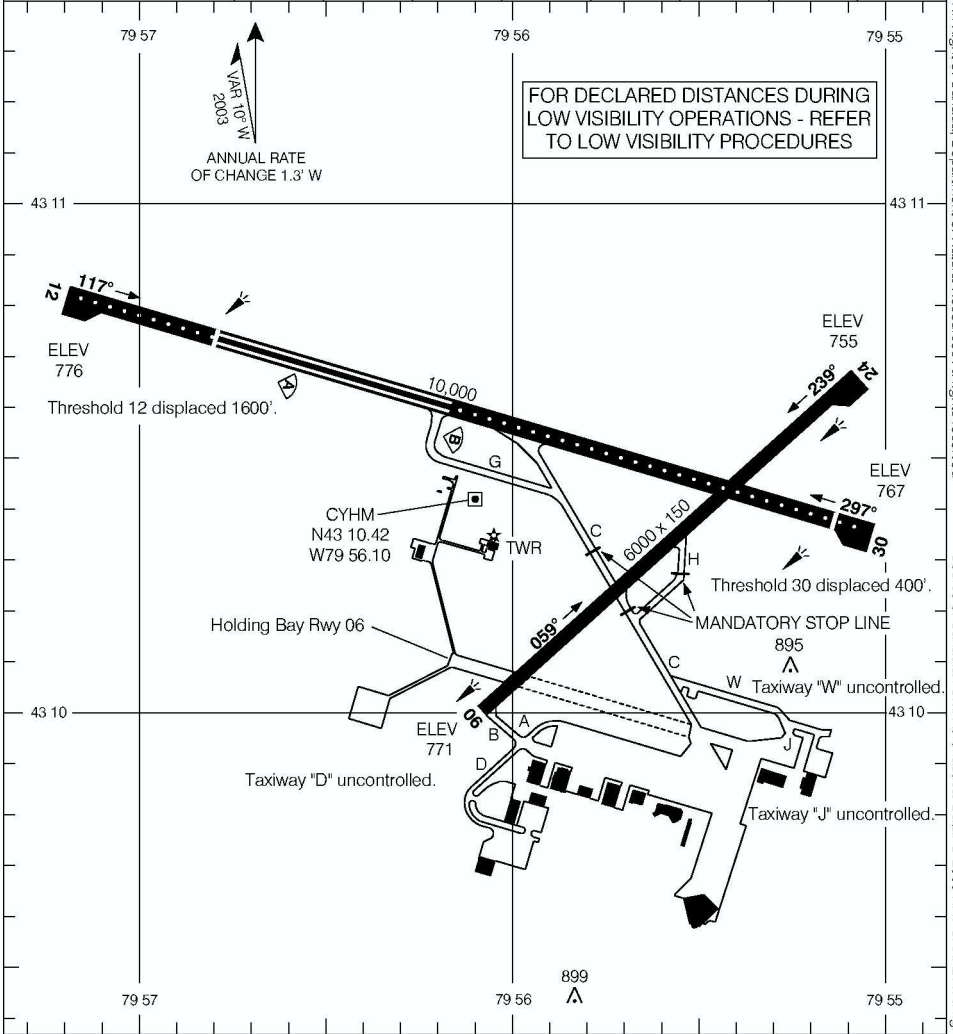 79 57
79 56
79 55
VAR 10° W
2003
ANNUAL RATE
OF CHANGE 1.3' W
FOR DECLARED DISTANCES DURING
LOW VISIBILITY OPERATIONS - REFER
TO LOW VISIBILITY PROCEDURES
43 11
43 11
12
117°
ELEV
776
Threshold 12 displaced 1600'.
A
10,000
ELEV
755
24
239°
B
G
ELEV
767
297°
30
CYHM
N43 10.42
W79 56.10
TWR
C
6000 x 150
H
Threshold 30 displaced 400'.
MANDATORY STOP LINE
059°
Holding Bay Rwy 06
895
C
W
Taxiway "W" uncontrolled.
43 10
06
ELEV
771
B
A
J
D
Taxiway "D" uncontrolled.
Taxiway "J" uncontrolled.
899
79 57
79 56
79 55